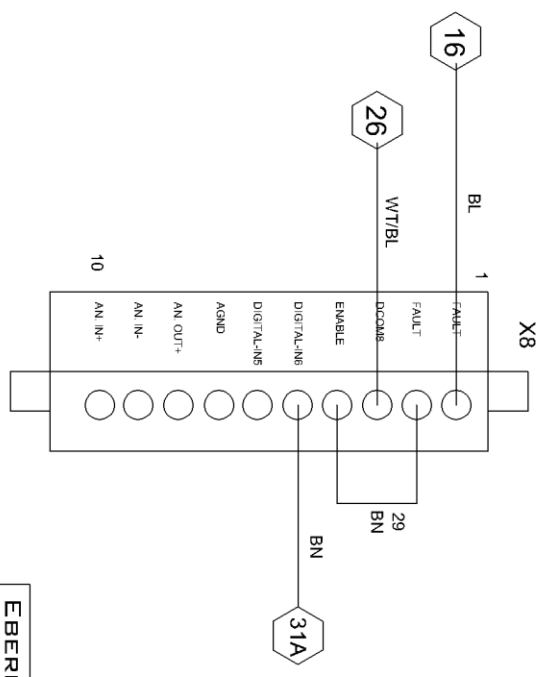 X8
1
FAULT
FAULT
DCOM8
ENABLE
DIGITAL-IN6
DIGITAL-IN5
AGND
AN. OUT+
AN. IN-
AN. IN+
10
16
BL
26
WT/BL
29
BN
BN
31A